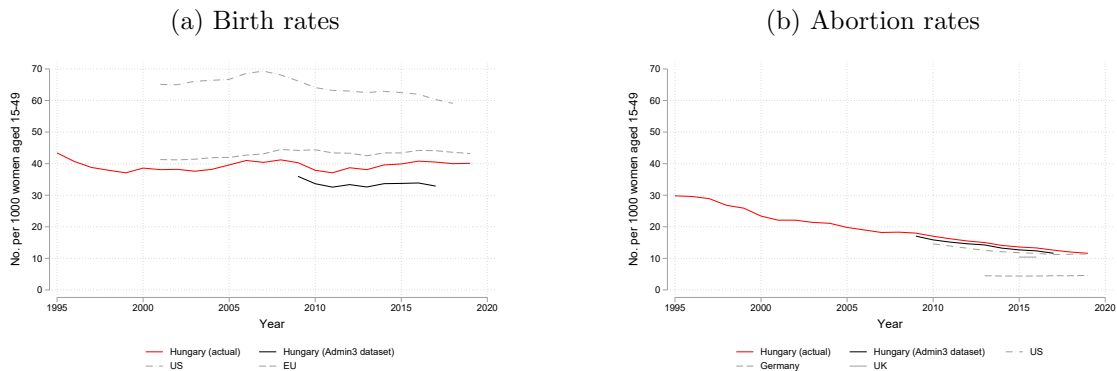 (a) Birth rates
No. per 1000 women aged 15-49
70
60
50
40
30
20
10
0
1995 2000 2005 2010 2015 2020
Year
Hungary (actual) Hungary (Admin3 dataset)
US EU
(b) Abortion rates
No. per 1000 women aged 15-49
70
60
50
40
30
20
10
0
1995 2000 2005 2010 2015 2020
Year
Hungary (actual) Hungary (Admin3 dataset) US
Germany UK